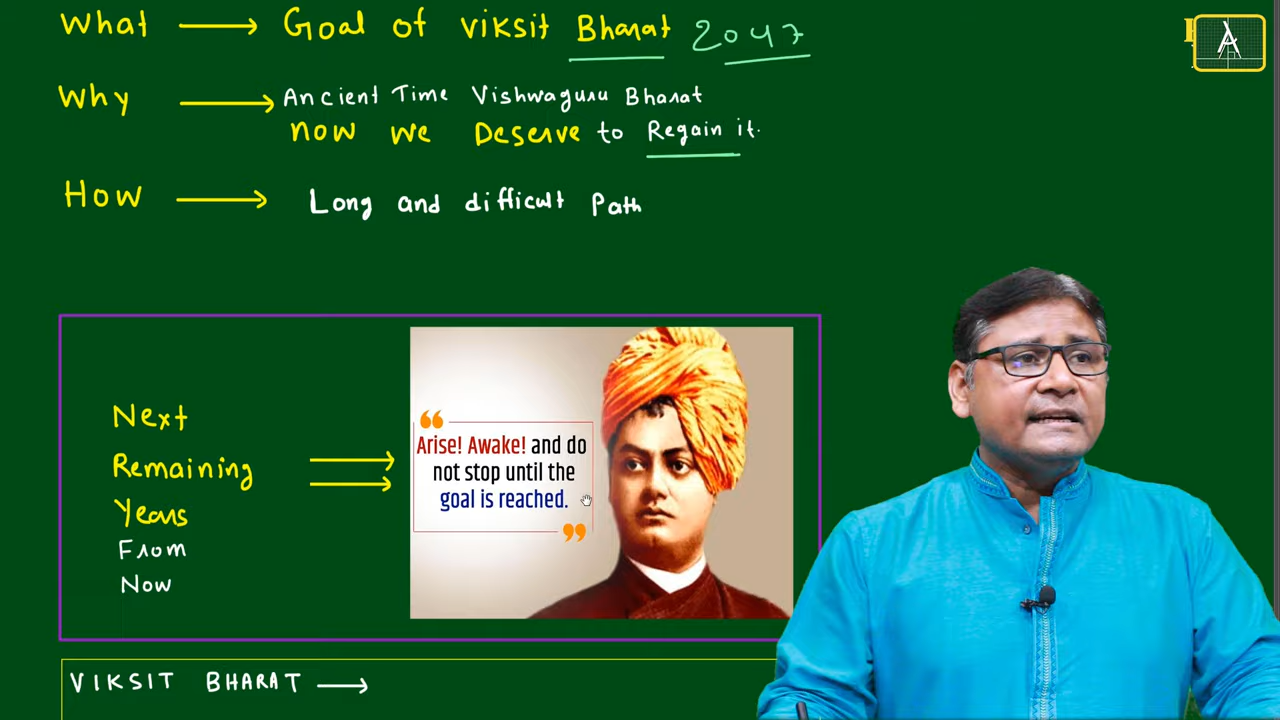 What → Goal of Viksit Bharat 2047
Why → Ancient Time Vishwaguru Bharat
Now we Deserve to Regain it.
How → Long and difficult Path
Next
Remaining
Years
From
Now
“
Arise! Awake! and do
not stop until the
goal is reached.
”
VIKSIT BHARAT →